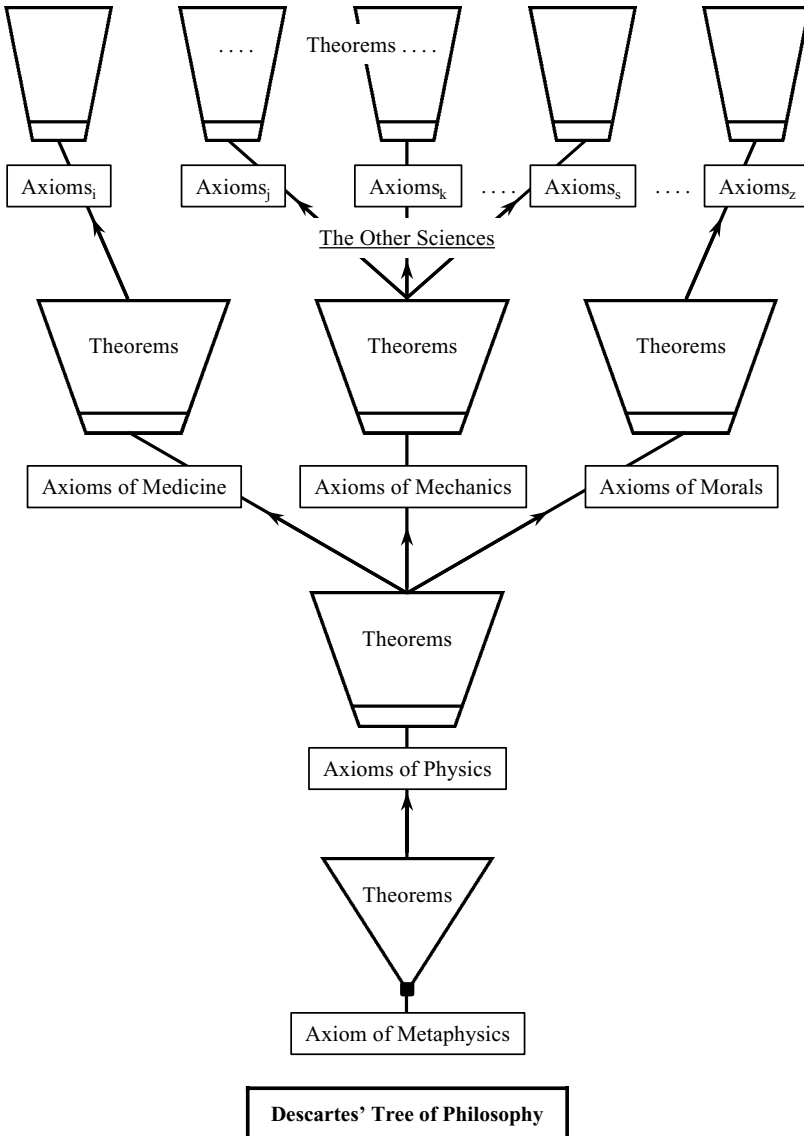 . . . . Theorems . . . .
Axiomsᵢ Axiomsⱼ Axiomsₖ . . . . Axiomsₛ . . . . Axioms_z
The Other Sciences
Theorems Theorems Theorems
Axioms of Medicine Axioms of Mechanics Axioms of Morals
Theorems
Axioms of Physics
Theorems
Axiom of Metaphysics
Descartes’ Tree of Philosophy